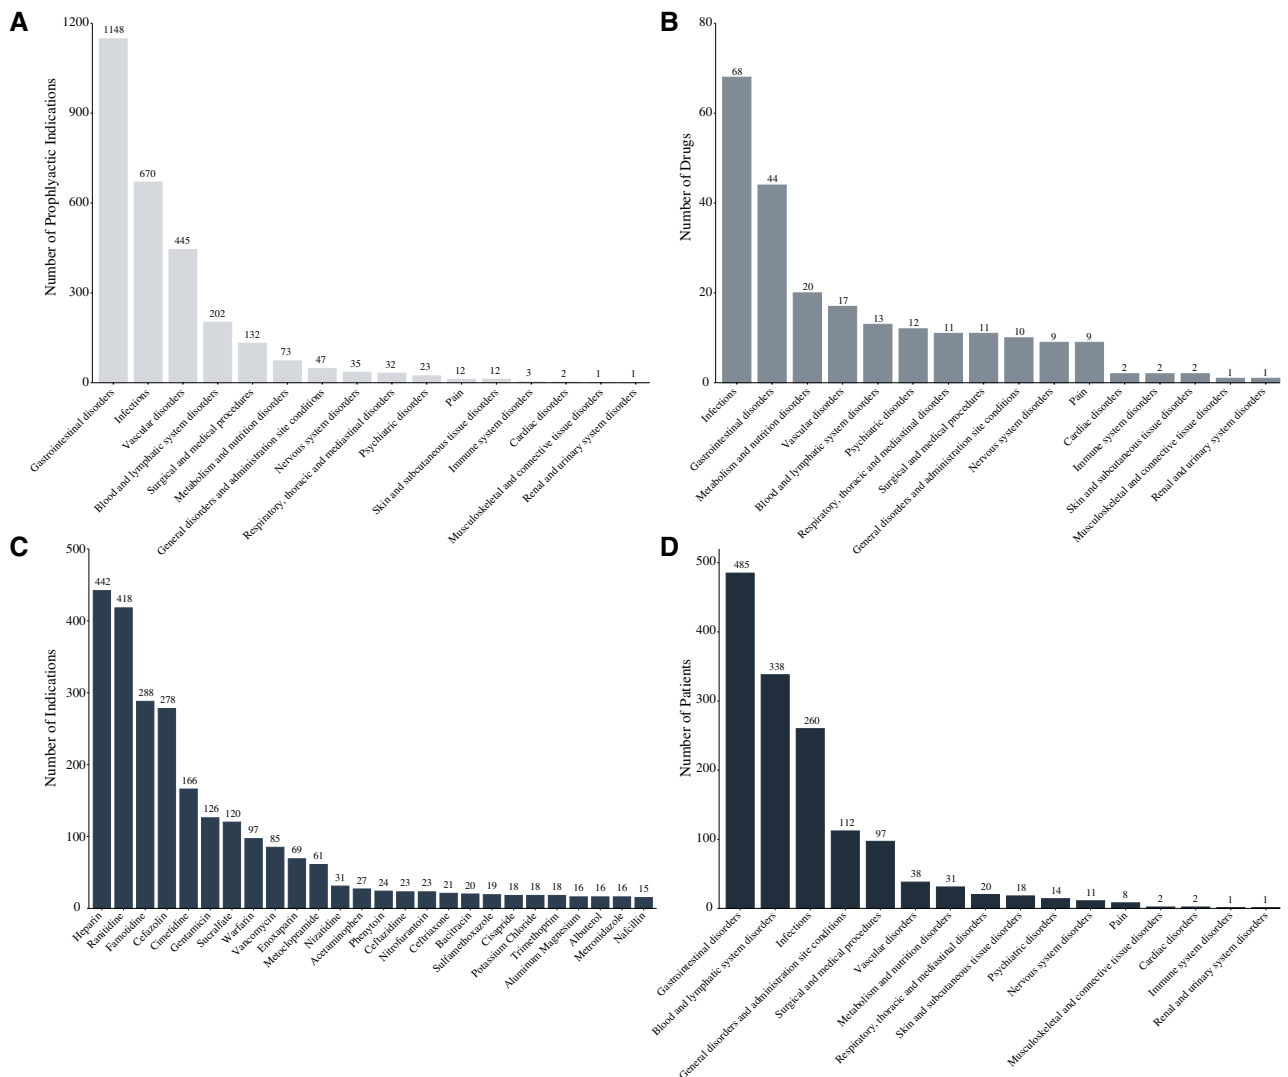 A
Number of Prophlyactic Indications
1200
900
600
300
0
1148
670
445
202
132
73
47
35
32
23
12
12
3
2
1
1
Gastrointestinal disorders
Infections
Vascular disorders
Blood and lymphatic system disorders
Surgical and medical procedures
Metabolism and nutrition disorders
General disorders and administration site conditions
Nervous system disorders
Respiratory, thoracic and mediastinal disorders
Psychiatric disorders
Pain
Skin and subcutaneous tissue disorders
Immune system disorders
Cardiac disorders
Musculoskeletal and connective tissue disorders
Renal and urinary system disorders
B
Number of Drugs
80
60
40
20
0
68
44
20
17
13
12
11
11
10
9
9
2
2
2
1
1
Infections
Gastrointestinal disorders
Metabolism and nutrition disorders
Vascular disorders
Blood and lymphatic system disorders
Psychiatric disorders
Respiratory, thoracic and mediastinal disorders
Surgical and medical procedures
General disorders and administration site conditions
Nervous system disorders
Pain
Cardiac disorders
Immune system disorders
Skin and subcutaneous tissue disorders
Musculoskeletal and connective tissue disorders
Renal and urinary system disorders
C
Number of Indications
500
400
300
200
100
0
442
418
288
278
166
126
120
97
85
69
61
31
27
24
23
23
21
20
19
18
18
18
16
16
16
15
Heparin
Ranitidine
Famotidine
Cefazolin
Cimetidine
Gentamicin
Sucralfate
Warfarin
Vancomycin
Enoxaparin
Metoclopramide
Nizatidine
Acetaminophen
Phenytoin
Ceftazidime
Nitrofurantoin
Ceftriaxone
Bacitracin
Sulfamethoxazole
Cisapride
Potassium Chloride
Trimethoprim
Aluminum Magnesium
Albuterol
Metronidazole
Nafcillin
D
Number of Patients
500
400
300
200
100
0
485
338
260
112
97
38
31
20
18
14
11
8
2
2
1
1
Gastrointestinal disorders
Blood and lymphatic system disorders
Infections
General disorders and administration site conditions
Surgical and medical procedures
Vascular disorders
Metabolism and nutrition disorders
Respiratory, thoracic and mediastinal disorders
Skin and subcutaneous tissue disorders
Psychiatric disorders
Nervous system disorders
Pain
Musculoskeletal and connective tissue disorders
Cardiac disorders
Immune system disorders
Renal and urinary system disorders